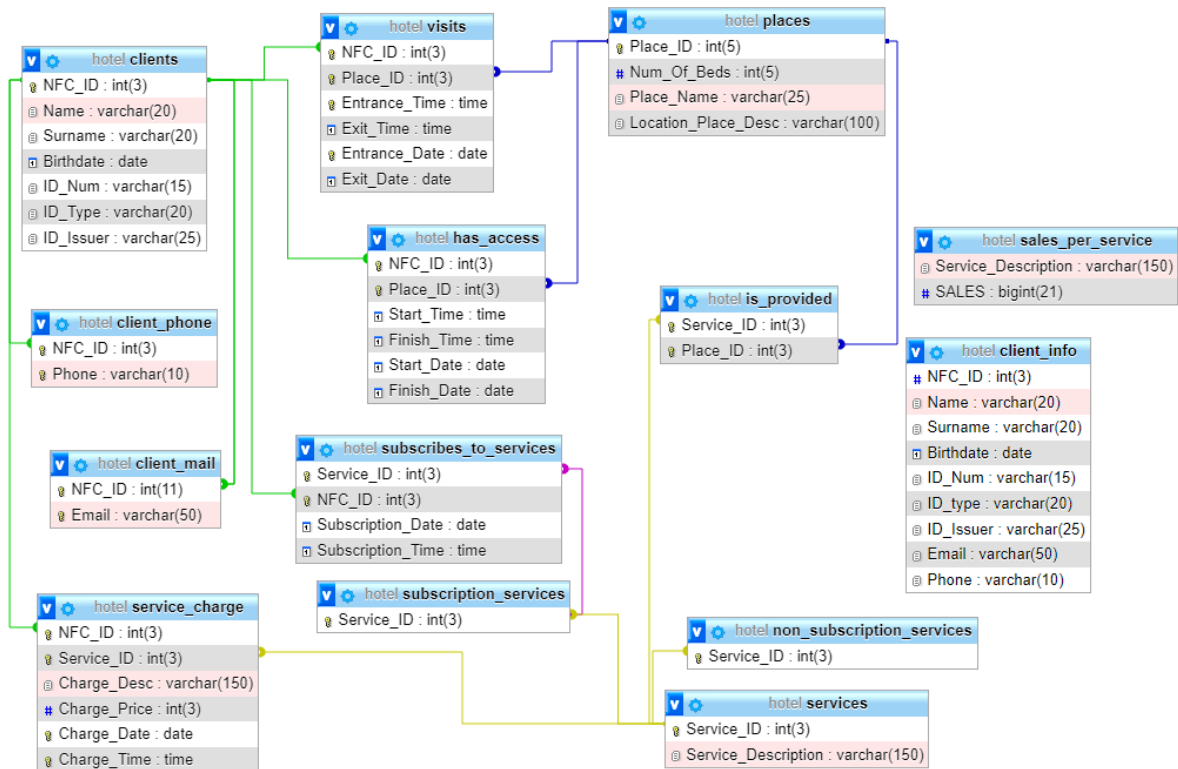 hotel clients
NFC_ID : int(3)
Name : varchar(20)
Surname : varchar(20)
Birthdate : date
ID_Num : varchar(15)
ID_Type : varchar(20)
ID_Issuer : varchar(25)
hotel visits
NFC_ID : int(3)
Place_ID : int(3)
Entrance_Time : time
Exit_Time : time
Entrance_Date : date
Exit_Date : date
hotel places
Place_ID : int(5)
Num_Of_Beds : int(5)
Place_Name : varchar(25)
Location_Place_Desc : varchar(100)
hotel has_access
NFC_ID : int(3)
Place_ID : int(3)
Start_Time : time
Finish_Time : time
Start_Date : date
Finish_Date : date
hotel sales_per_service
Service_Description : varchar(150)
SALES : bigint(21)
hotel is_provided
Service_ID : int(3)
Place_ID : int(3)
hotel client_phone
NFC_ID : int(3)
Phone : varchar(10)
hotel client_info
NFC_ID : int(3)
Name : varchar(20)
Surname : varchar(20)
Birthdate : date
ID_Num : varchar(15)
ID_type : varchar(20)
ID_Issuer : varchar(25)
Email : varchar(50)
Phone : varchar(10)
hotel client_mail
NFC_ID : int(11)
Email : varchar(50)
hotel subscribes_to_services
Service_ID : int(3)
NFC_ID : int(3)
Subscription_Date : date
Subscription_Time : time
hotel subscription_services
Service_ID : int(3)
hotel service_charge
NFC_ID : int(3)
Service_ID : int(3)
Charge_Desc : varchar(150)
Charge_Price : int(3)
Charge_Date : date
Charge_Time : time
hotel non_subscription_services
Service_ID : int(3)
hotel services
Service_ID : int(3)
Service_Description : varchar(150)